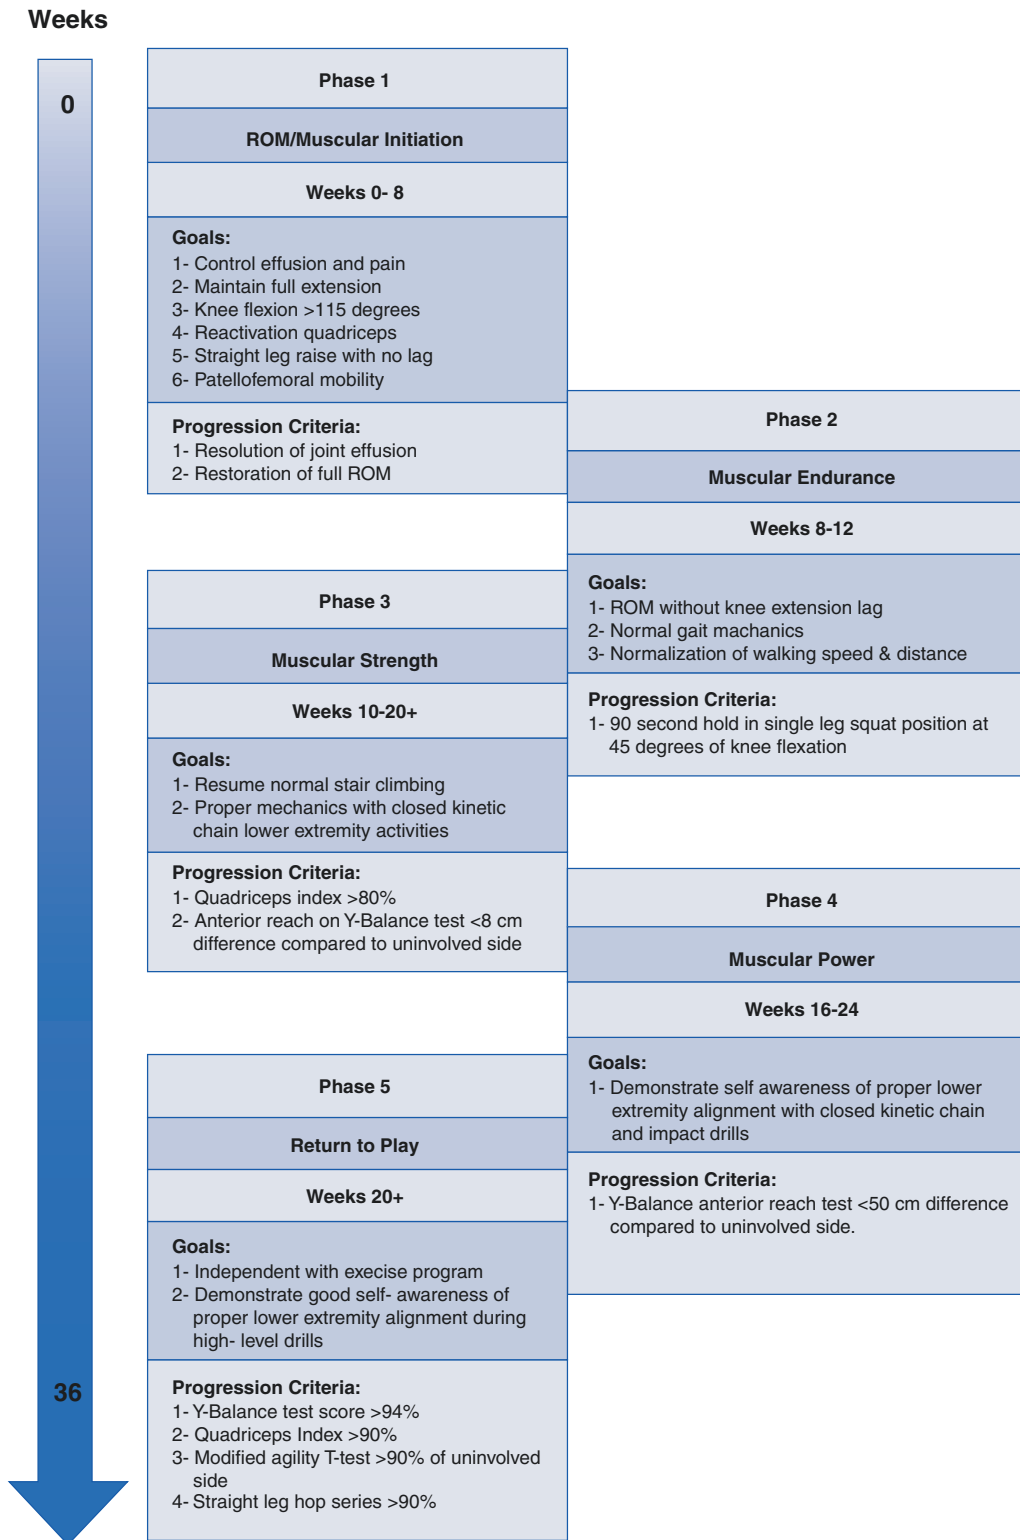 Weeks
0
36
Phase 1
ROM/Muscular Initiation
Weeks 0- 8
Goals:
1- Control effusion and pain
2- Maintain full extension
3- Knee flexion >115 degrees
4- Reactivation quadriceps
5- Straight leg raise with no lag
6- Patellofemoral mobility
Progression Criteria:
1- Resolution of joint effusion
2- Restoration of full ROM
Phase 2
Muscular Endurance
Weeks 8-12
Goals:
1- ROM without knee extension lag
2- Normal gait machanics
3- Normalization of walking speed & distance
Progression Criteria:
1- 90 second hold in single leg squat position at
45 degrees of knee flexation
Phase 3
Muscular Strength
Weeks 10-20+
Goals:
1- Resume normal stair climbing
2- Proper mechanics with closed kinetic
chain lower extremity activities
Progression Criteria:
1- Quadriceps index >80%
2- Anterior reach on Y-Balance test <8 cm
difference compared to uninvolved side
Phase 4
Muscular Power
Weeks 16-24
Goals:
1- Demonstrate self awareness of proper lower
extremity alignment with closed kinetic chain
and impact drills
Progression Criteria:
1- Y-Balance anterior reach test <50 cm difference
compared to uninvolved side.
Phase 5
Return to Play
Weeks 20+
Goals:
1- Independent with execise program
2- Demonstrate good self- awareness of
proper lower extremity alignment during
high- level drills
Progression Criteria:
1- Y-Balance test score >94%
2- Quadriceps Index >90%
3- Modified agility T-test >90% of uninvolved
side
4- Straight leg hop series >90%